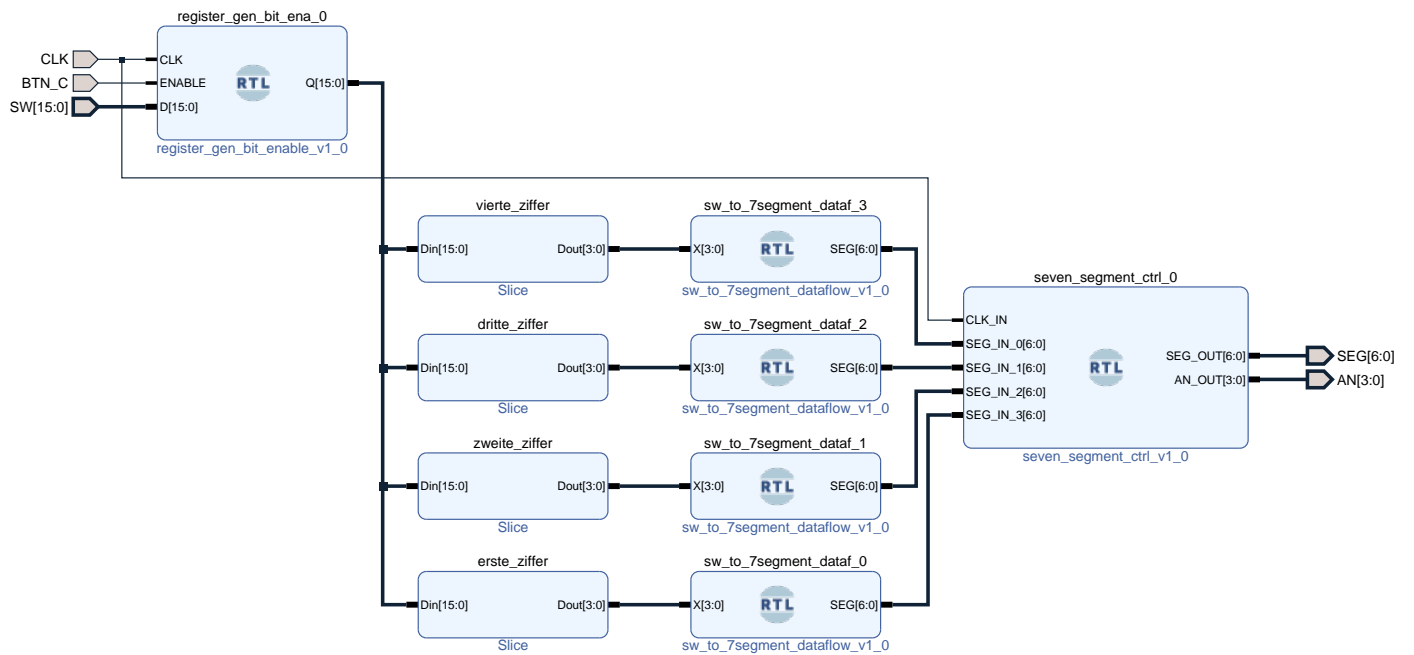 register_gen_bit_ena_0
CLK
BTN_C
SW[15:0]
CLK
ENABLE
D[15:0]
RTL
Q[15:0]
register_gen_bit_enable_v1_0
vierte_ziffer
Din[15:0]
Dout[3:0]
Slice
sw_to_7segment_dataf_3
X[3:0]
RTL
SEG[6:0]
sw_to_7segment_dataflow_v1_0
dritte_ziffer
Din[15:0]
Dout[3:0]
Slice
sw_to_7segment_dataf_2
X[3:0]
RTL
SEG[6:0]
sw_to_7segment_dataflow_v1_0
zweite_ziffer
Din[15:0]
Dout[3:0]
Slice
sw_to_7segment_dataf_1
X[3:0]
RTL
SEG[6:0]
sw_to_7segment_dataflow_v1_0
erste_ziffer
Din[15:0]
Dout[3:0]
Slice
sw_to_7segment_dataf_0
X[3:0]
RTL
SEG[6:0]
sw_to_7segment_dataflow_v1_0
seven_segment_ctrl_0
CLK_IN
SEG_IN_0[6:0]
SEG_IN_1[6:0]
SEG_IN_2[6:0]
SEG_IN_3[6:0]
RTL
SEG_OUT[6:0]
AN_OUT[3:0]
seven_segment_ctrl_v1_0
SEG[6:0]
AN[3:0]